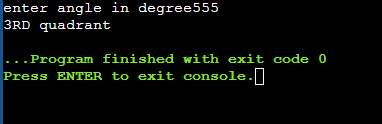 enter angle in degree555
3RD quadrant
...Program finished with exit code 0
Press ENTER to exit console.